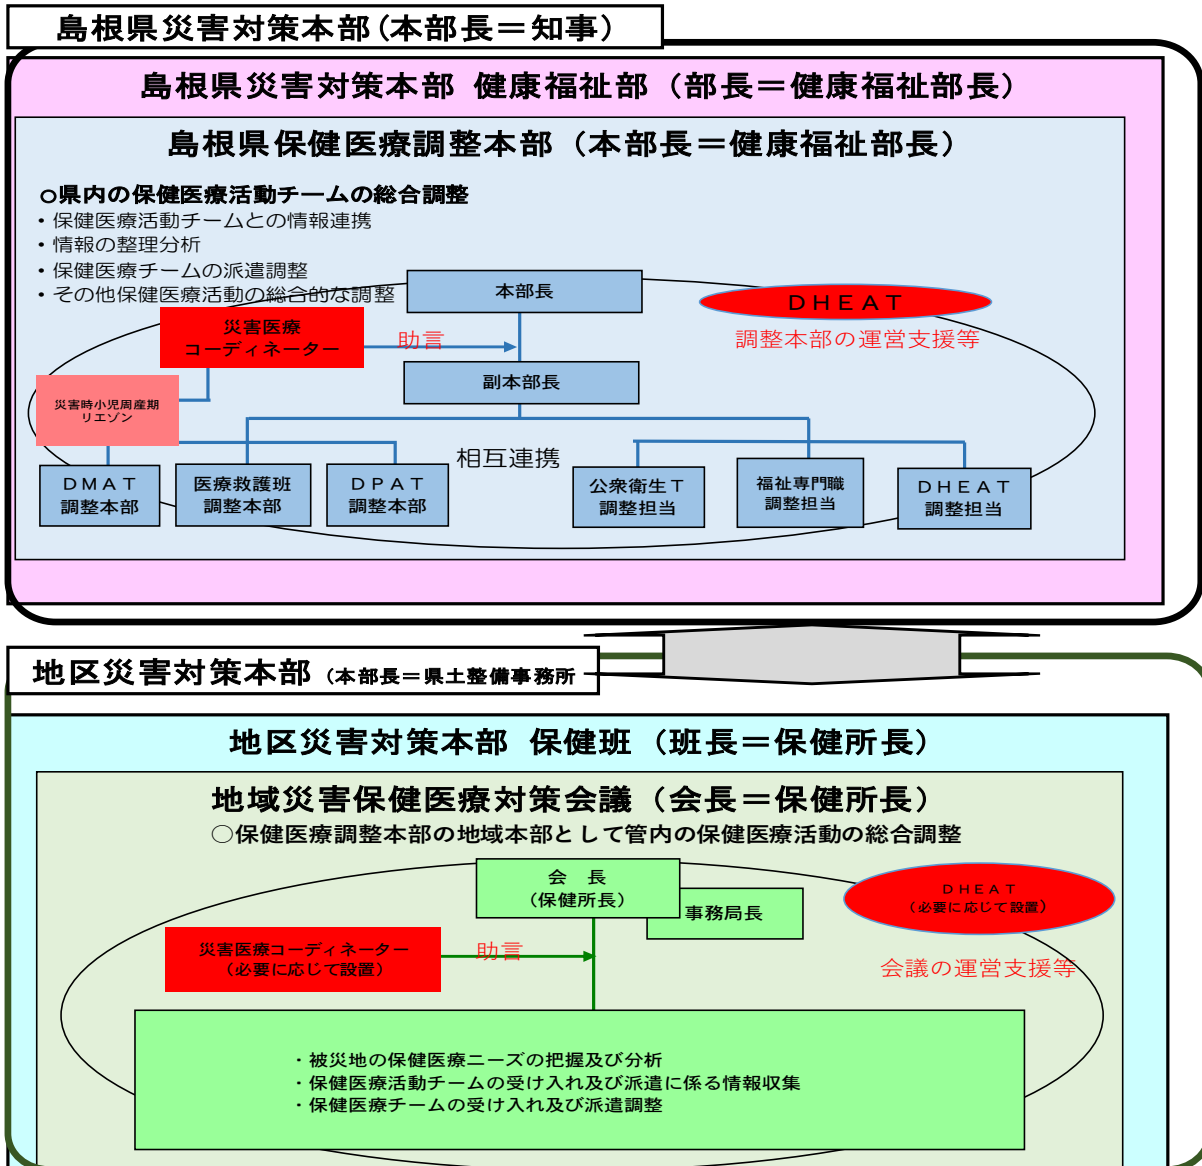 島根県災害対策本部(本部長＝知事）
島根県災害対策本部 健康福祉部（部長＝健康福祉部長）
島根県保健医療調整本部（本部長＝健康福祉部長）
○県内の保健医療活動チームの総合調整
・保健医療活動チームとの情報連携
・情報の整理分析
・保健医療チームの派遣調整
・その他保健医療活動の総合的な調整
本部長
ＤＨＥＡＴ
調整本部の運営支援等
災害医療
コーディネーター
助言
副本部長
災害時小児周産期
リエゾン
相互連携
ＤＭＡＴ
調整本部
医療救護班
調整本部
ＤＰＡＴ
調整本部
公衆衛生Ｔ
調整担当
福祉専門職
調整担当
ＤＨＥＡＴ
調整担当
地区災害対策本部（本部長＝県土整備事務所
地区災害対策本部 保健班（班長＝保健所長）
地域災害保健医療対策会議（会長＝保健所長）
○保健医療調整本部の地域本部として管内の保健医療活動の総合調整
会　長
（保健所長）
事務局長
ＤＨＥＡＴ
（必要に応じて設置）
会議の運営支援等
災害医療コーディネーター
（必要に応じて設置）
助言
・被災地の保健医療ニーズの把握及び分析
・保健医療活動チームの受け入れ及び派遣に係る情報収集
・保健医療チームの受け入れ及び派遣調整